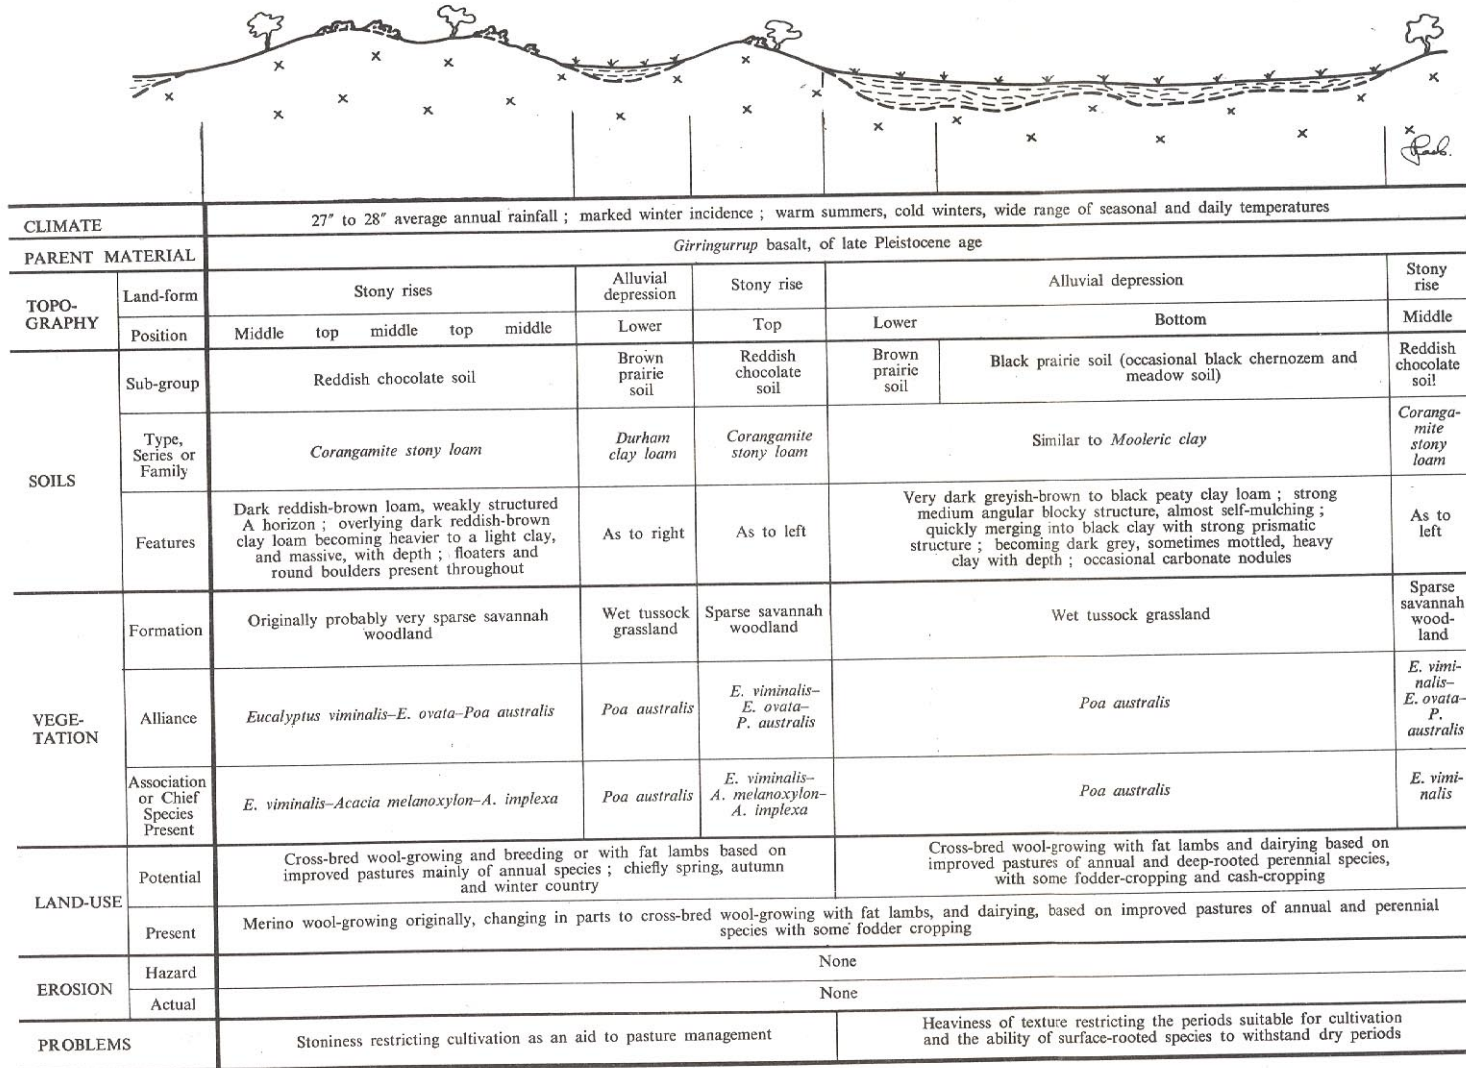 CLIMATE
27″ to 28″ average annual rainfall ; marked winter incidence ; warm summers, cold winters, wide range of seasonal and daily temperatures
PARENT MATERIAL
Girringurrup basalt, of late Pleistocene age
TOPO-
GRAPHY
Land-form
Stony rises
Alluvial
depression
Stony rise
Alluvial depression
Stony
rise
Position
Middle top middle top middle
Lower
Top
Lower
Bottom
Middle
SOILS
Sub-group
Reddish chocolate soil
Brown
prairie
soil
Reddish
chocolate
soil
Brown
prairie
soil
Black prairie soil (occasional black chernozem and
meadow soil)
Reddish
chocolate
soil
Type,
Series or
Family
Corangamite stony loam
Durham
clay loam
Corangamite
stony loam
Similar to Mooleric clay
Coranga-
mite
stony
loam
Features
Dark reddish-brown loam, weakly structured
A horizon ; overlying dark reddish-brown
clay loam becoming heavier to a light clay,
and massive, with depth ; floaters and
round boulders present throughout
As to right
As to left
Very dark greyish-brown to black peaty clay loam ; strong
medium angular blocky structure, almost self-mulching ;
quickly merging into black clay with strong prismatic
structure ; becoming dark grey, sometimes mottled, heavy
clay with depth ; occasional carbonate nodules
As to
left
VEGE-
TATION
Formation
Originally probably very sparse savannah
woodland
Wet tussock
grassland
Sparse savannah
woodland
Wet tussock grassland
Sparse
savannah
wood-
land
Alliance
Eucalyptus viminalis–E. ovata–Poa australis
Poa australis
E. viminalis–
E. ovata–
P. australis
Poa australis
E. vimi-
nalis–
E. ovata–
P.
australis
Association
or Chief
Species
Present
E. viminalis–Acacia melanoxylon–A. implexa
Poa australis
E. viminalis–
A. melanoxylon–
A. implexa
Poa australis
E. vimi-
nalis
LAND-USE
Potential
Cross-bred wool-growing and breeding or with fat lambs based on
improved pastures mainly of annual species ; chiefly spring, autumn
and winter country
Cross-bred wool-growing with fat lambs and dairying based on
improved pastures of annual and deep-rooted perennial species,
with some fodder-cropping and cash-cropping
Present
Merino wool-growing originally, changing in parts to cross-bred wool-growing with fat lambs, and dairying, based on improved pastures of annual and perennial
species with some fodder cropping
EROSION
Hazard
None
Actual
None
PROBLEMS
Stoniness restricting cultivation as an aid to pasture management
Heaviness of texture restricting the periods suitable for cultivation
and the ability of surface-rooted species to withstand dry periods